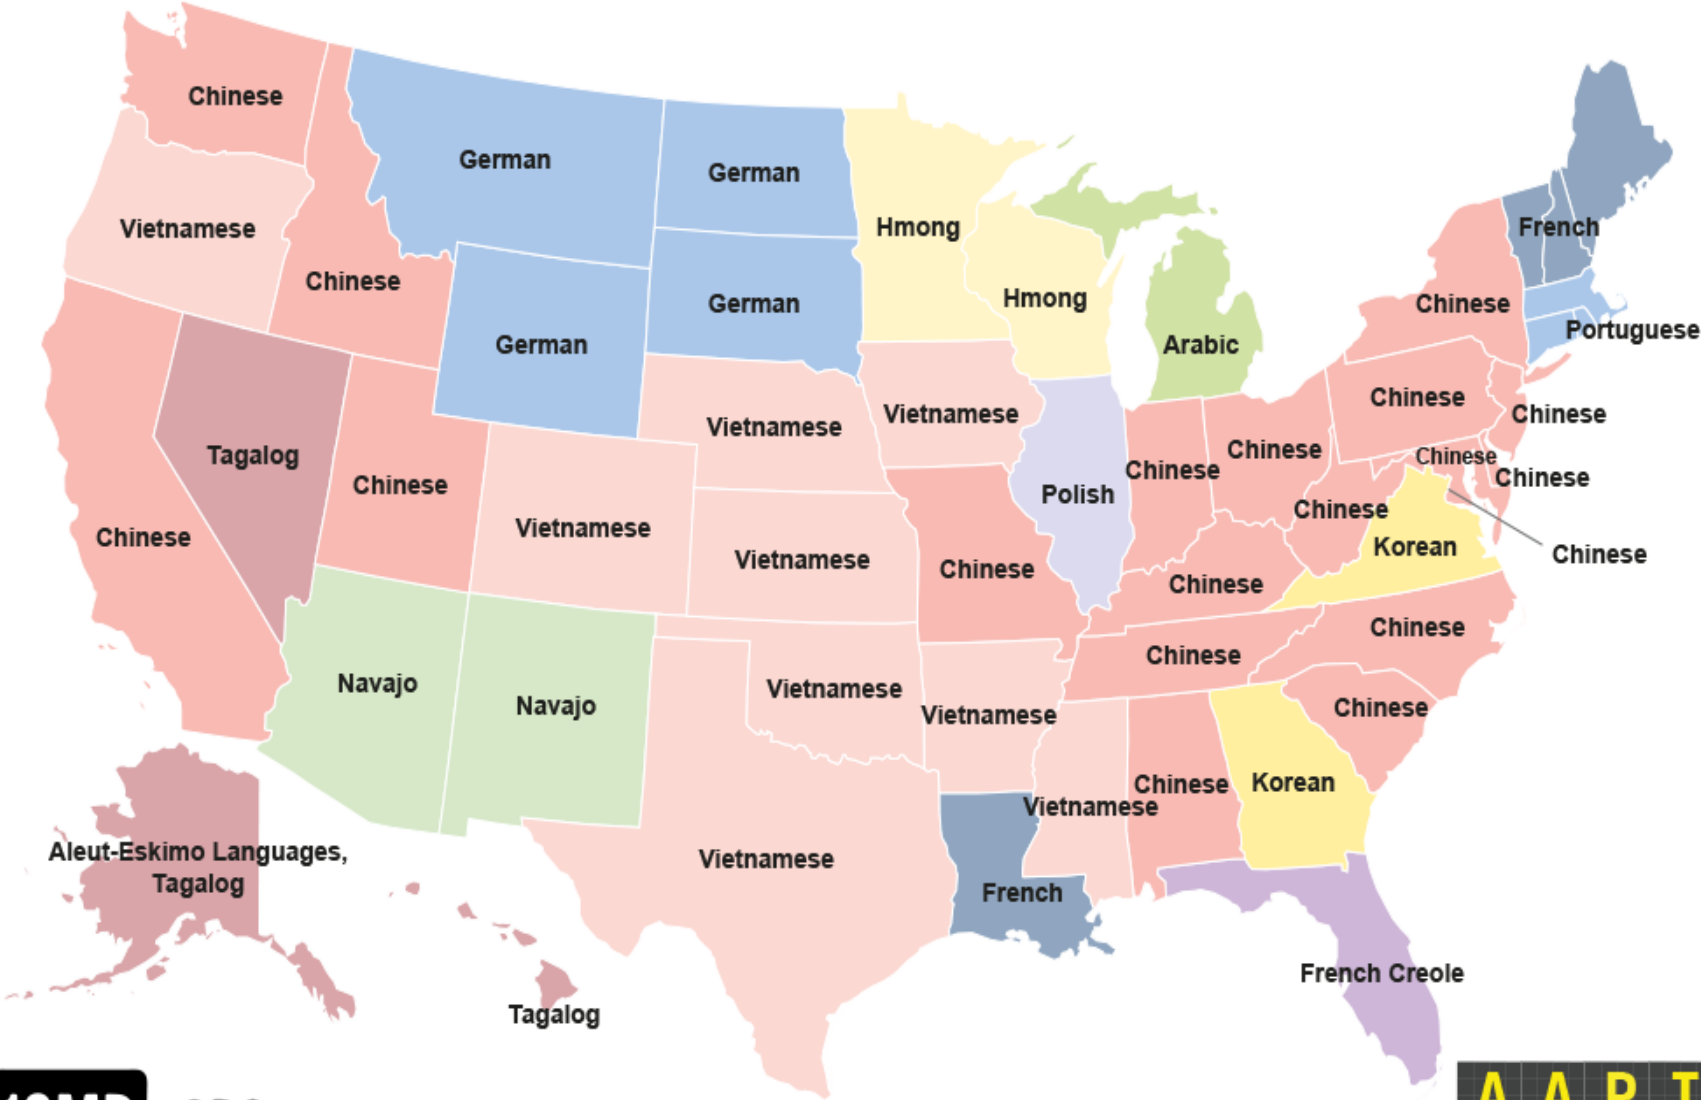 Chinese
German
German
Vietnamese
Hmong
French
Chinese
German
Hmong
Chinese
German
Arabic
Portuguese
Chinese
Tagalog
Vietnamese
Vietnamese
Chinese
Chinese
Chinese
Vietnamese
Polish
Chinese
Chinese
Chinese
Chinese
Chinese
Chinese
Vietnamese
Chinese
Chinese
Korean
Chinese
Chinese
Navajo
Navajo
Vietnamese
Vietnamese
Chinese
Chinese
Chinese
Aleut-Eskimo Languages,
Tagalog
Vietnamese
Vietnamese
Chinese
Korean
French
Tagalog
French Creole